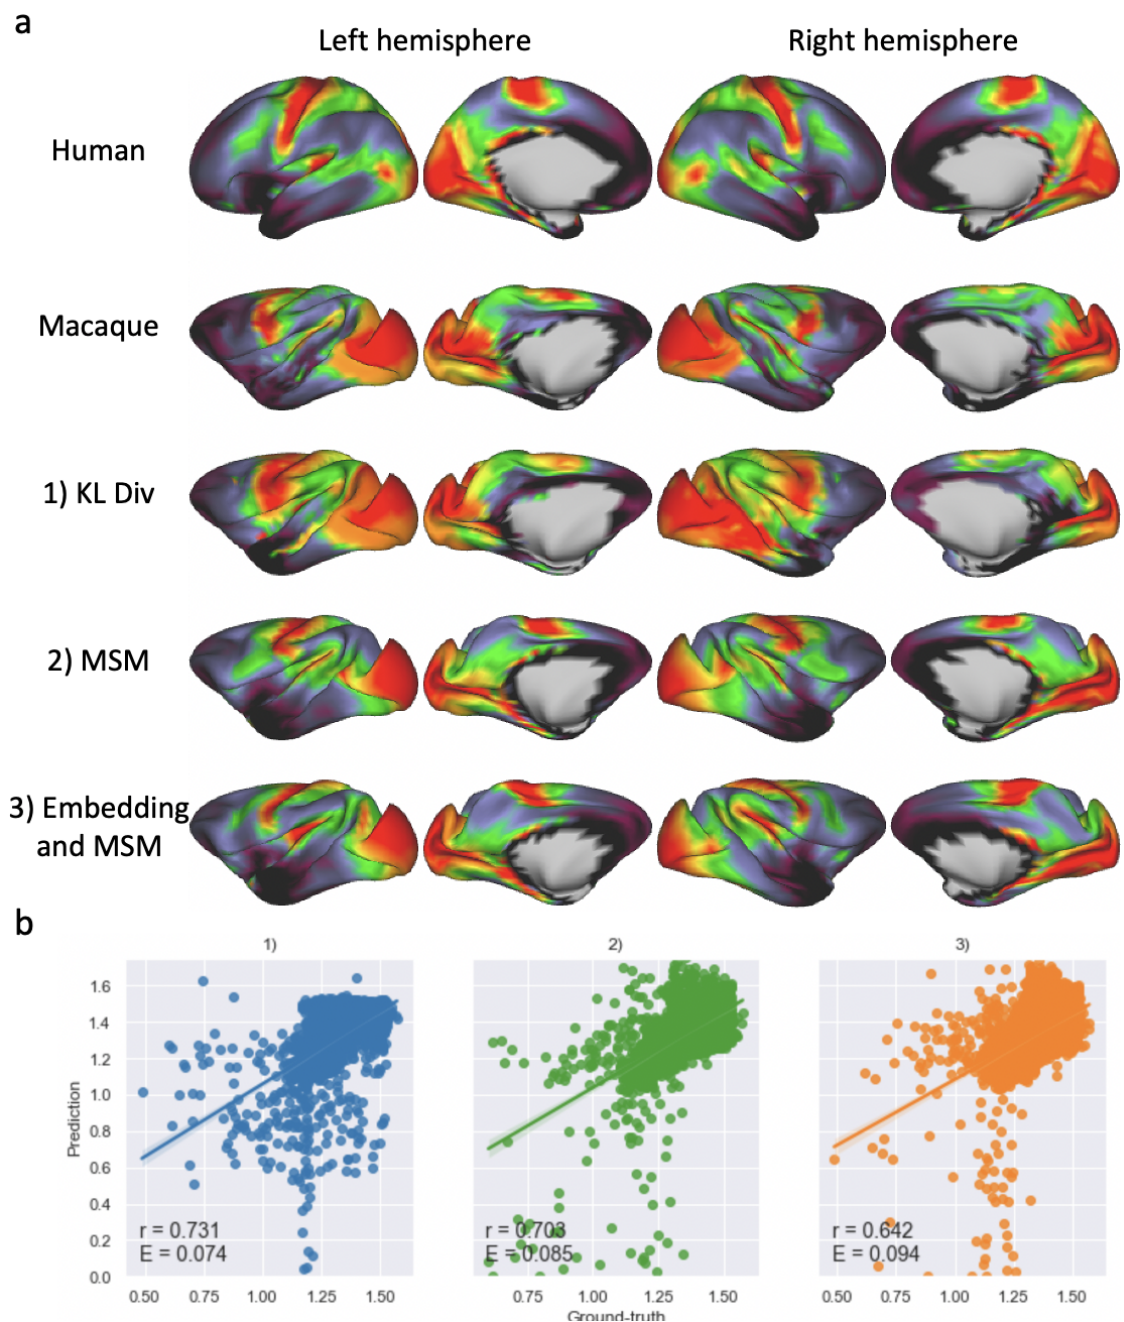 a
Left hemisphere
Right hemisphere
Human
Macaque
1) KL Div
2) MSM
3) Embedding
and MSM
b
1)
2)
3)
Prediction
1.6
1.4
1.2
1.0
0.8
0.6
0.4
0.2
0.0
r = 0.731
E = 0.074
r = 0.703
E = 0.085
r = 0.642
E = 0.094
0.50 0.75 1.00 1.25 1.50
0.75 1.00 1.25 1.50
0.50 0.75 1.00 1.25 1.50
Ground-truth